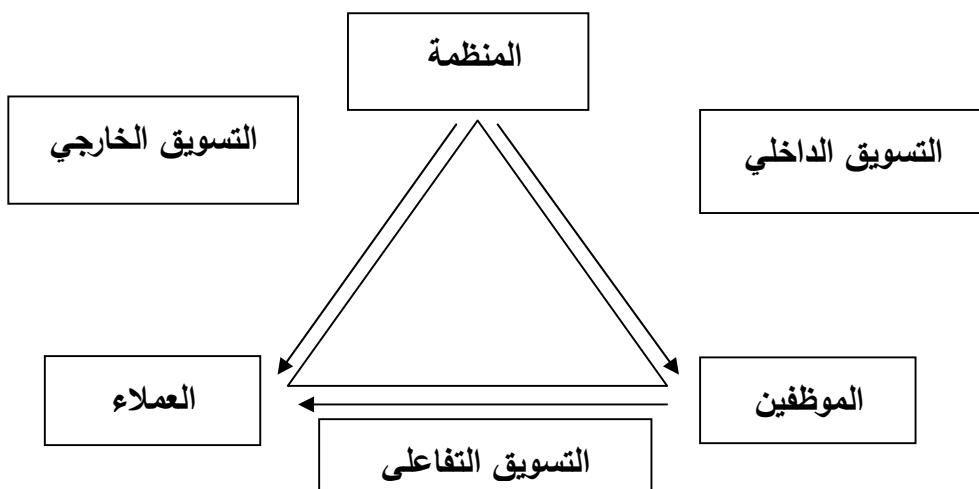 المنظمة
التسويق الداخلي
التسويق الخارجي
الموظفين
العملاء
التسويق التفاعلي